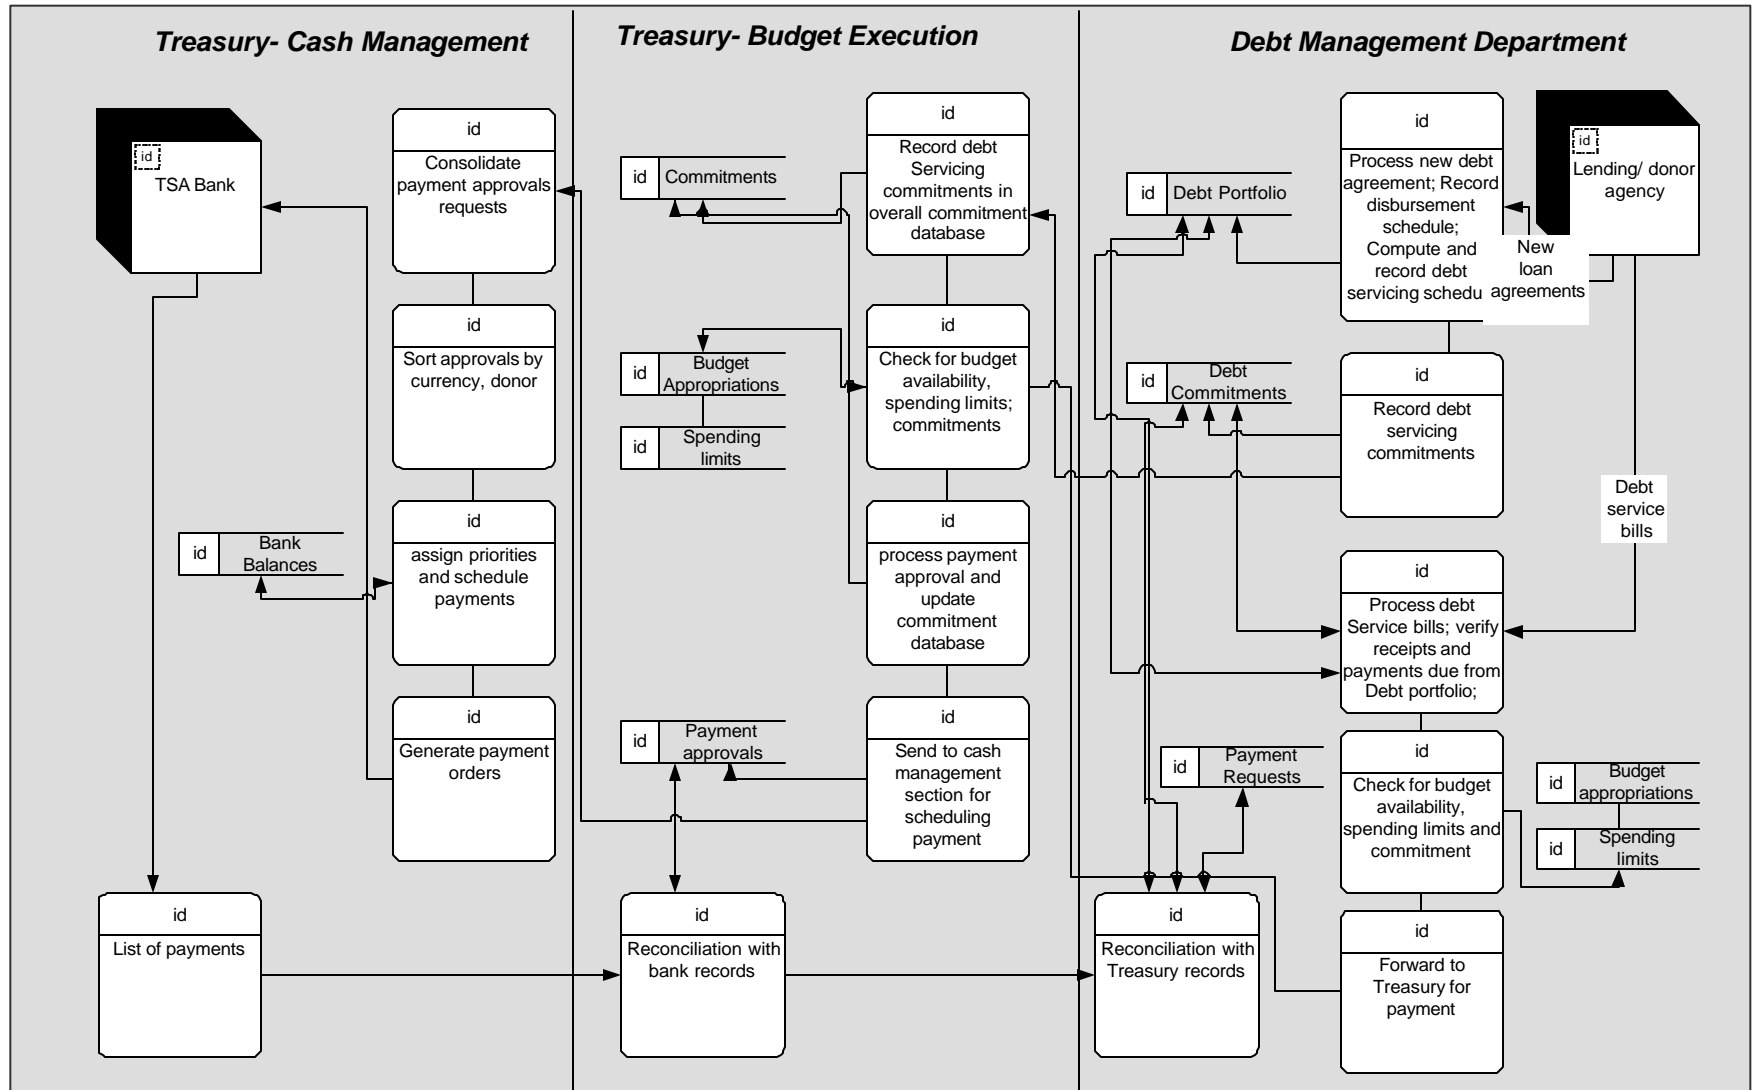 Treasury- Cash Management
id
TSA Bank
id
Consolidate
payment approvals
requests
id
Sort approvals by
currency, donor
id
Bank
Balances
id
assign priorities
and schedule
payments
id
Generate payment
orders
id
List of payments
Treasury- Budget Execution
id
Commitments
id
Record debt
Servicing
commitments in
overall commitment
database
id
Budget
Appropriations
id
Spending
limits
id
Check for budget
availability,
spending limits;
commitments
id
process payment
approval and
update
commitment
database
id
Payment
approvals
id
Send to cash
management
section for
scheduling
payment
id
Reconciliation with
bank records
Debt Management Department
id
Debt Portfolio
id
Process new debt
agreement; Record
disbursement
schedule;
Compute and
record debt
servicing schedu
id
Lending/ donor
agency
New
loan
agreements
id
Debt
Commitments
id
Record debt
servicing
commitments
Debt
service
bills
id
Process debt
Service bills; verify
receipts and
payments due from
Debt portfolio;
id
Payment
Requests
id
Check for budget
availability,
spending limits and
commitment
id
Budget
appropriations
id
Spending
limits
id
Reconciliation with
Treasury records
id
Forward to
Treasury for
payment